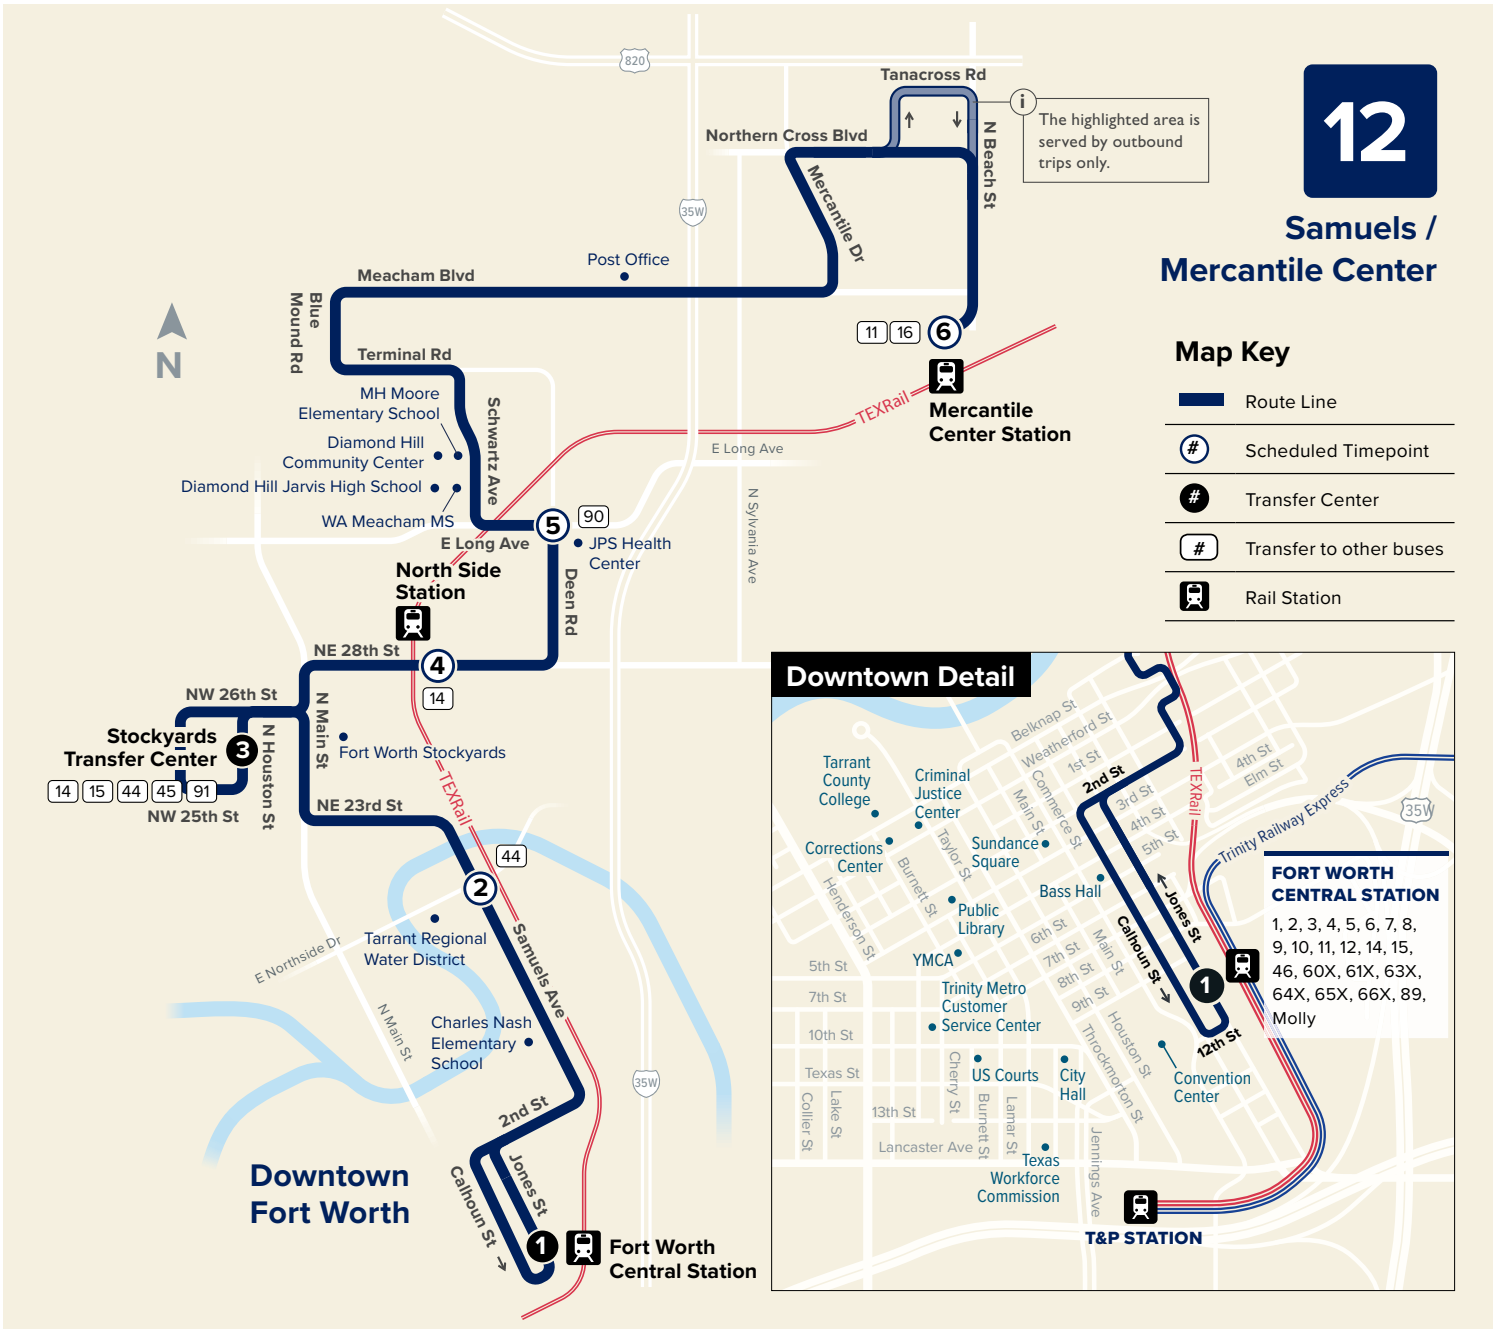 820
Tanacross Rd
i
The highlighted area is
served by outbound
trips only.
12
Samuels /
Mercantile Center
Northern Cross Blvd
N Beach St
Mercantile Dr
35W
Post Office
Meacham Blvd
Blue
Mound Rd
N
Terminal Rd
11
16
6
Mercantile
Center Station
TEXRail
MH Moore
Elementary School
Diamond Hill
Community Center
Diamond Hill Jarvis High School
WA Meacham MS
Schwartz Ave
E Long Ave
N Sylvania Ave
5
90
E Long Ave
JPS Health
Center
North Side
Station
Deen Rd
NE 28th St
4
14
NW 26th St
Stockyards
Transfer Center
3
N Houston St
N Main St
Fort Worth Stockyards
14
15
44
45
91
NW 25th St
NE 23rd St
TEXRail
44
2
Tarrant Regional
Water District
E Northside Dr
Samuels Ave
N Main St
Charles Nash
Elementary
School
35W
2nd St
Downtown
Fort Worth
Jones St
Calhoun St
1
Fort Worth
Central Station
Map Key
Route Line
# Scheduled Timepoint
# Transfer Center
# Transfer to other buses
Rail Station
Downtown Detail
Belknap St
Weatherford St
1st St
2nd St
3rd St
4th St
5th St
4th St
Elm St
Commerce St
Main St
TEXRail
Trinity Railway Express
35W
Tarrant
County
College
Criminal
Justice
Center
Corrections
Center
Taylor St
Burnett St
Henderson St
Sundance
Square
Bass Hall
Public
Library
YMCA
6th St
7th St
8th St
9th St
Main St
Jones St
Calhoun St
1
12th St
FORT WORTH
CENTRAL STATION
1, 2, 3, 4, 5, 6, 7, 8,
9, 10, 11, 12, 14, 15,
46, 60X, 61X, 63X,
64X, 65X, 66X, 89,
Molly
5th St
7th St
10th St
Texas St
13th St
Lancaster Ave
Trinity Metro
Customer
Service Center
Houston St
Throckmorton St
Convention
Center
Cherry St
US Courts
City
Hall
Collier St
Lake St
Burnett St
Lamar St
Jennings Ave
Texas
Workforce
Commission
T&P STATION